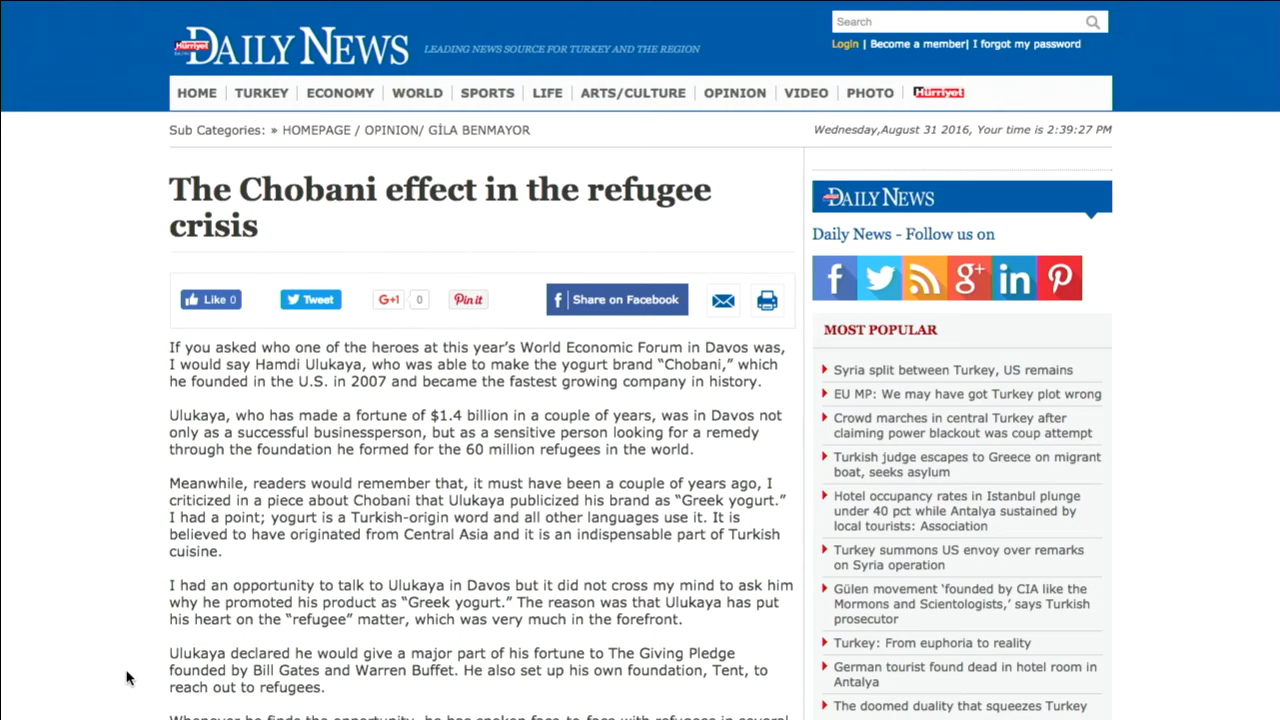 Hürriyet
DAILY NEWS
LEADING NEWS SOURCE FOR TURKEY AND THE REGION
Search
Login | Become a member| I forgot my password
HOME TURKEY ECONOMY WORLD SPORTS LIFE ARTS/CULTURE OPINION VIDEO PHOTO Hürriyet
Sub Categories: » HOMEPAGE / OPINION/ GİLA BENMAYOR
Wednesday,August 31 2016, Your time is 2:39:27 PM
The Chobani effect in the refugee
crisis
Like 0
Tweet
G+1 0
Pin it
f Share on Facebook
If you asked who one of the heroes at this year’s World Economic Forum in Davos was,
I would say Hamdi Ulukaya, who was able to make the yogurt brand “Chobani,” which
he founded in the U.S. in 2007 and became the fastest growing company in history.
Ulukaya, who has made a fortune of $1.4 billion in a couple of years, was in Davos not
only as a successful businessperson, but as a sensitive person looking for a remedy
through the foundation he formed for the 60 million refugees in the world.
Meanwhile, readers would remember that, it must have been a couple of years ago, I
criticized in a piece about Chobani that Ulukaya publicized his brand as “Greek yogurt.”
I had a point; yogurt is a Turkish-origin word and all other languages use it. It is
believed to have originated from Central Asia and it is an indispensable part of Turkish
cuisine.
I had an opportunity to talk to Ulukaya in Davos but it did not cross my mind to ask him
why he promoted his product as “Greek yogurt.” The reason was that Ulukaya has put
his heart on the “refugee” matter, which was very much in the forefront.
Ulukaya declared he would give a major part of his fortune to The Giving Pledge
founded by Bill Gates and Warren Buffet. He also set up his own foundation, Tent, to
reach out to refugees.
Whenever he finds the opportunity, he has spoken face-to-face with refugees in several
DAILY NEWS
Daily News - Follow us on
f g+ in
MOST POPULAR
Syria split between Turkey, US remains
EU MP: We may have got Turkey plot wrong
Crowd marches in central Turkey after
claiming power blackout was coup attempt
Turkish judge escapes to Greece on migrant
boat, seeks asylum
Hotel occupancy rates in Istanbul plunge
under 40 pct while Antalya sustained by
local tourists: Association
Turkey summons US envoy over remarks
on Syria operation
Gülen movement ‘founded by CIA like the
Mormons and Scientologists,’ says Turkish
prosecutor
Turkey: From euphoria to reality
German tourist found dead in hotel room in
Antalya
The doomed duality that squeezes Turkey